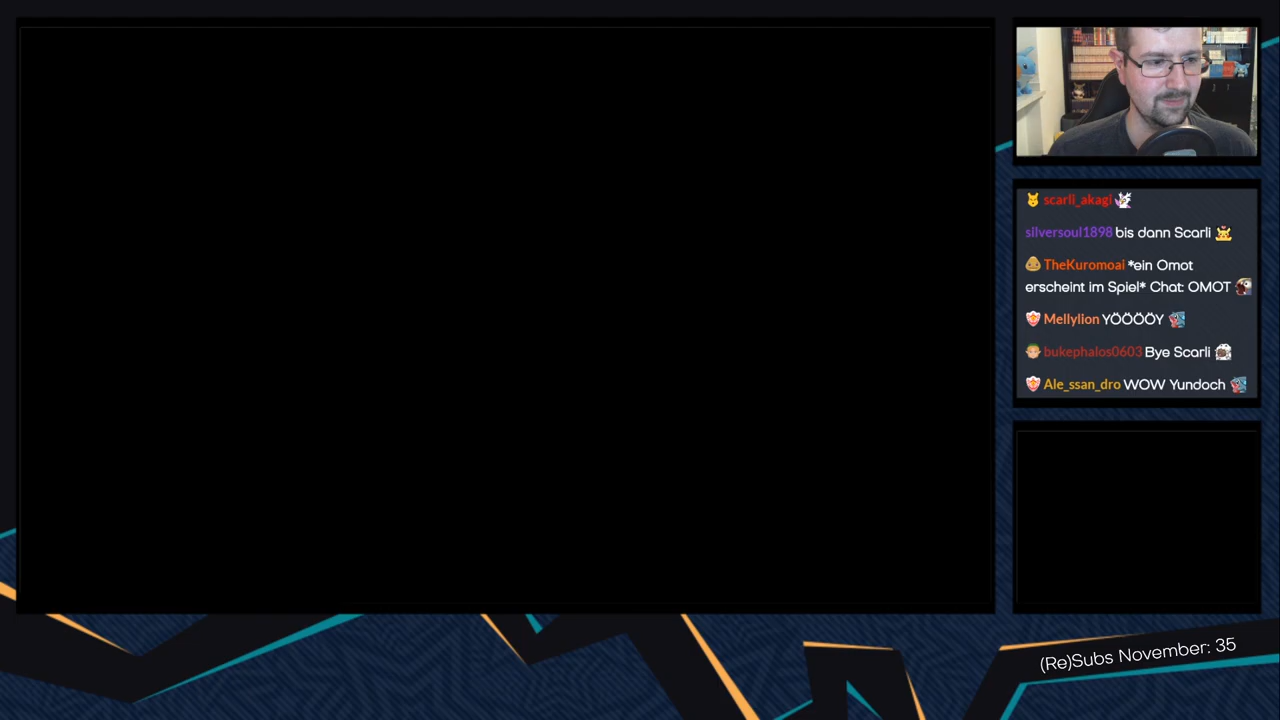 scarli_akagi
silversoul1898 bis dann Scarli
TheKuromoai *ein Omot
erscheint im Spiel* Chat: OMOT
Mellylion YÖÖÖÖY
bukephalos0603 Bye Scarli
Ale_ssan_dro WOW Yundoch
(Re)Subs November: 35